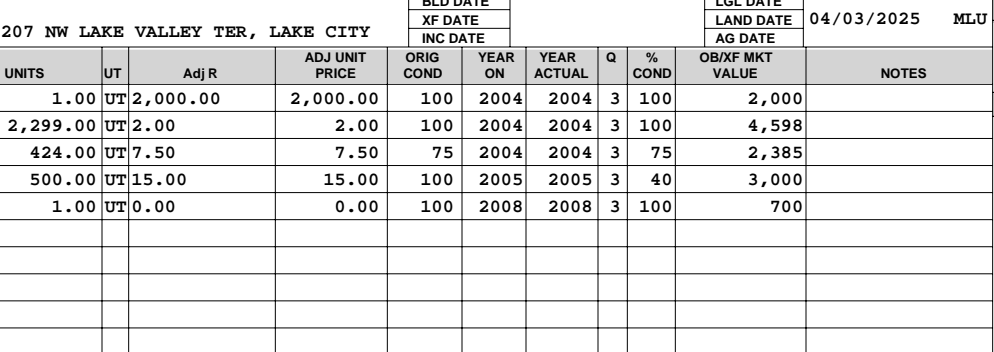 BLD DATE LGL DATE
XF DATE LAND DATE 04/03/2025 MLU
207 NW LAKE VALLEY TER, LAKE CITY
INC DATE AG DATE
UNITS UT Adj R ADJ UNIT PRICE ORIG COND YEAR ON YEAR ACTUAL Q % COND OB/XF MKT VALUE NOTES
1.00 UT 2,000.00 2,000.00 100 2004 2004 3 100 2,000
2,299.00 UT 2.00 2.00 100 2004 2004 3 100 4,598
424.00 UT 7.50 7.50 75 2004 2004 3 75 2,385
500.00 UT 15.00 15.00 100 2005 2005 3 40 3,000
1.00 UT 0.00 0.00 100 2008 2008 3 100 700